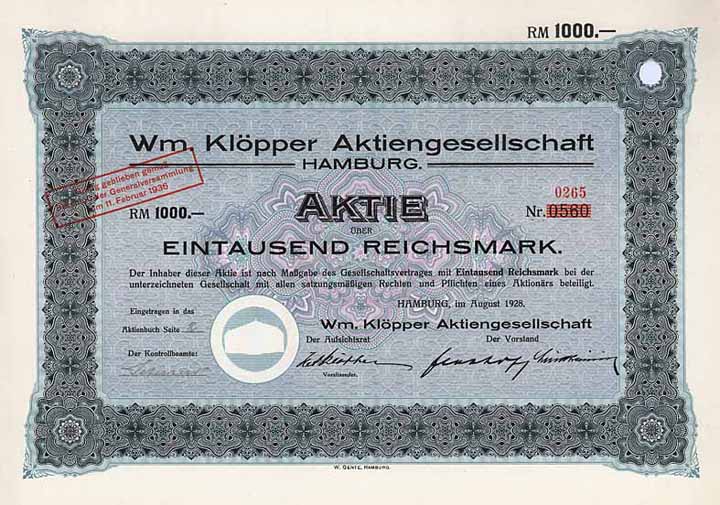 RM 1000.—
Wm. Klöpper Aktiengesellschaft
HAMBURG.
geblieben gemäß
der Generalversammlung
11. Februar 1936
RM 1000.—
AKTIE
0265
Nr. 0560
ÜBER
EINTAUSEND REICHSMARK.
Der Inhaber dieser Aktie ist nach Maßgabe des Gesellschaftsvertrages mit Eintausend Reichsmark bei der
unterzeichneten Gesellschaft mit allen satzungsmäßigen Rechten und Pflichten eines Aktionärs beteiligt.
HAMBURG, im August 1928.
Eingetragen in das
Aktienbuch Seite
Der Kontrollbeamte:
Wm. Klöpper Aktiengesellschaft
Der Aufsichtsrat
Der Vorstand
Vorsitzender.
W. GENTE, HAMBURG.